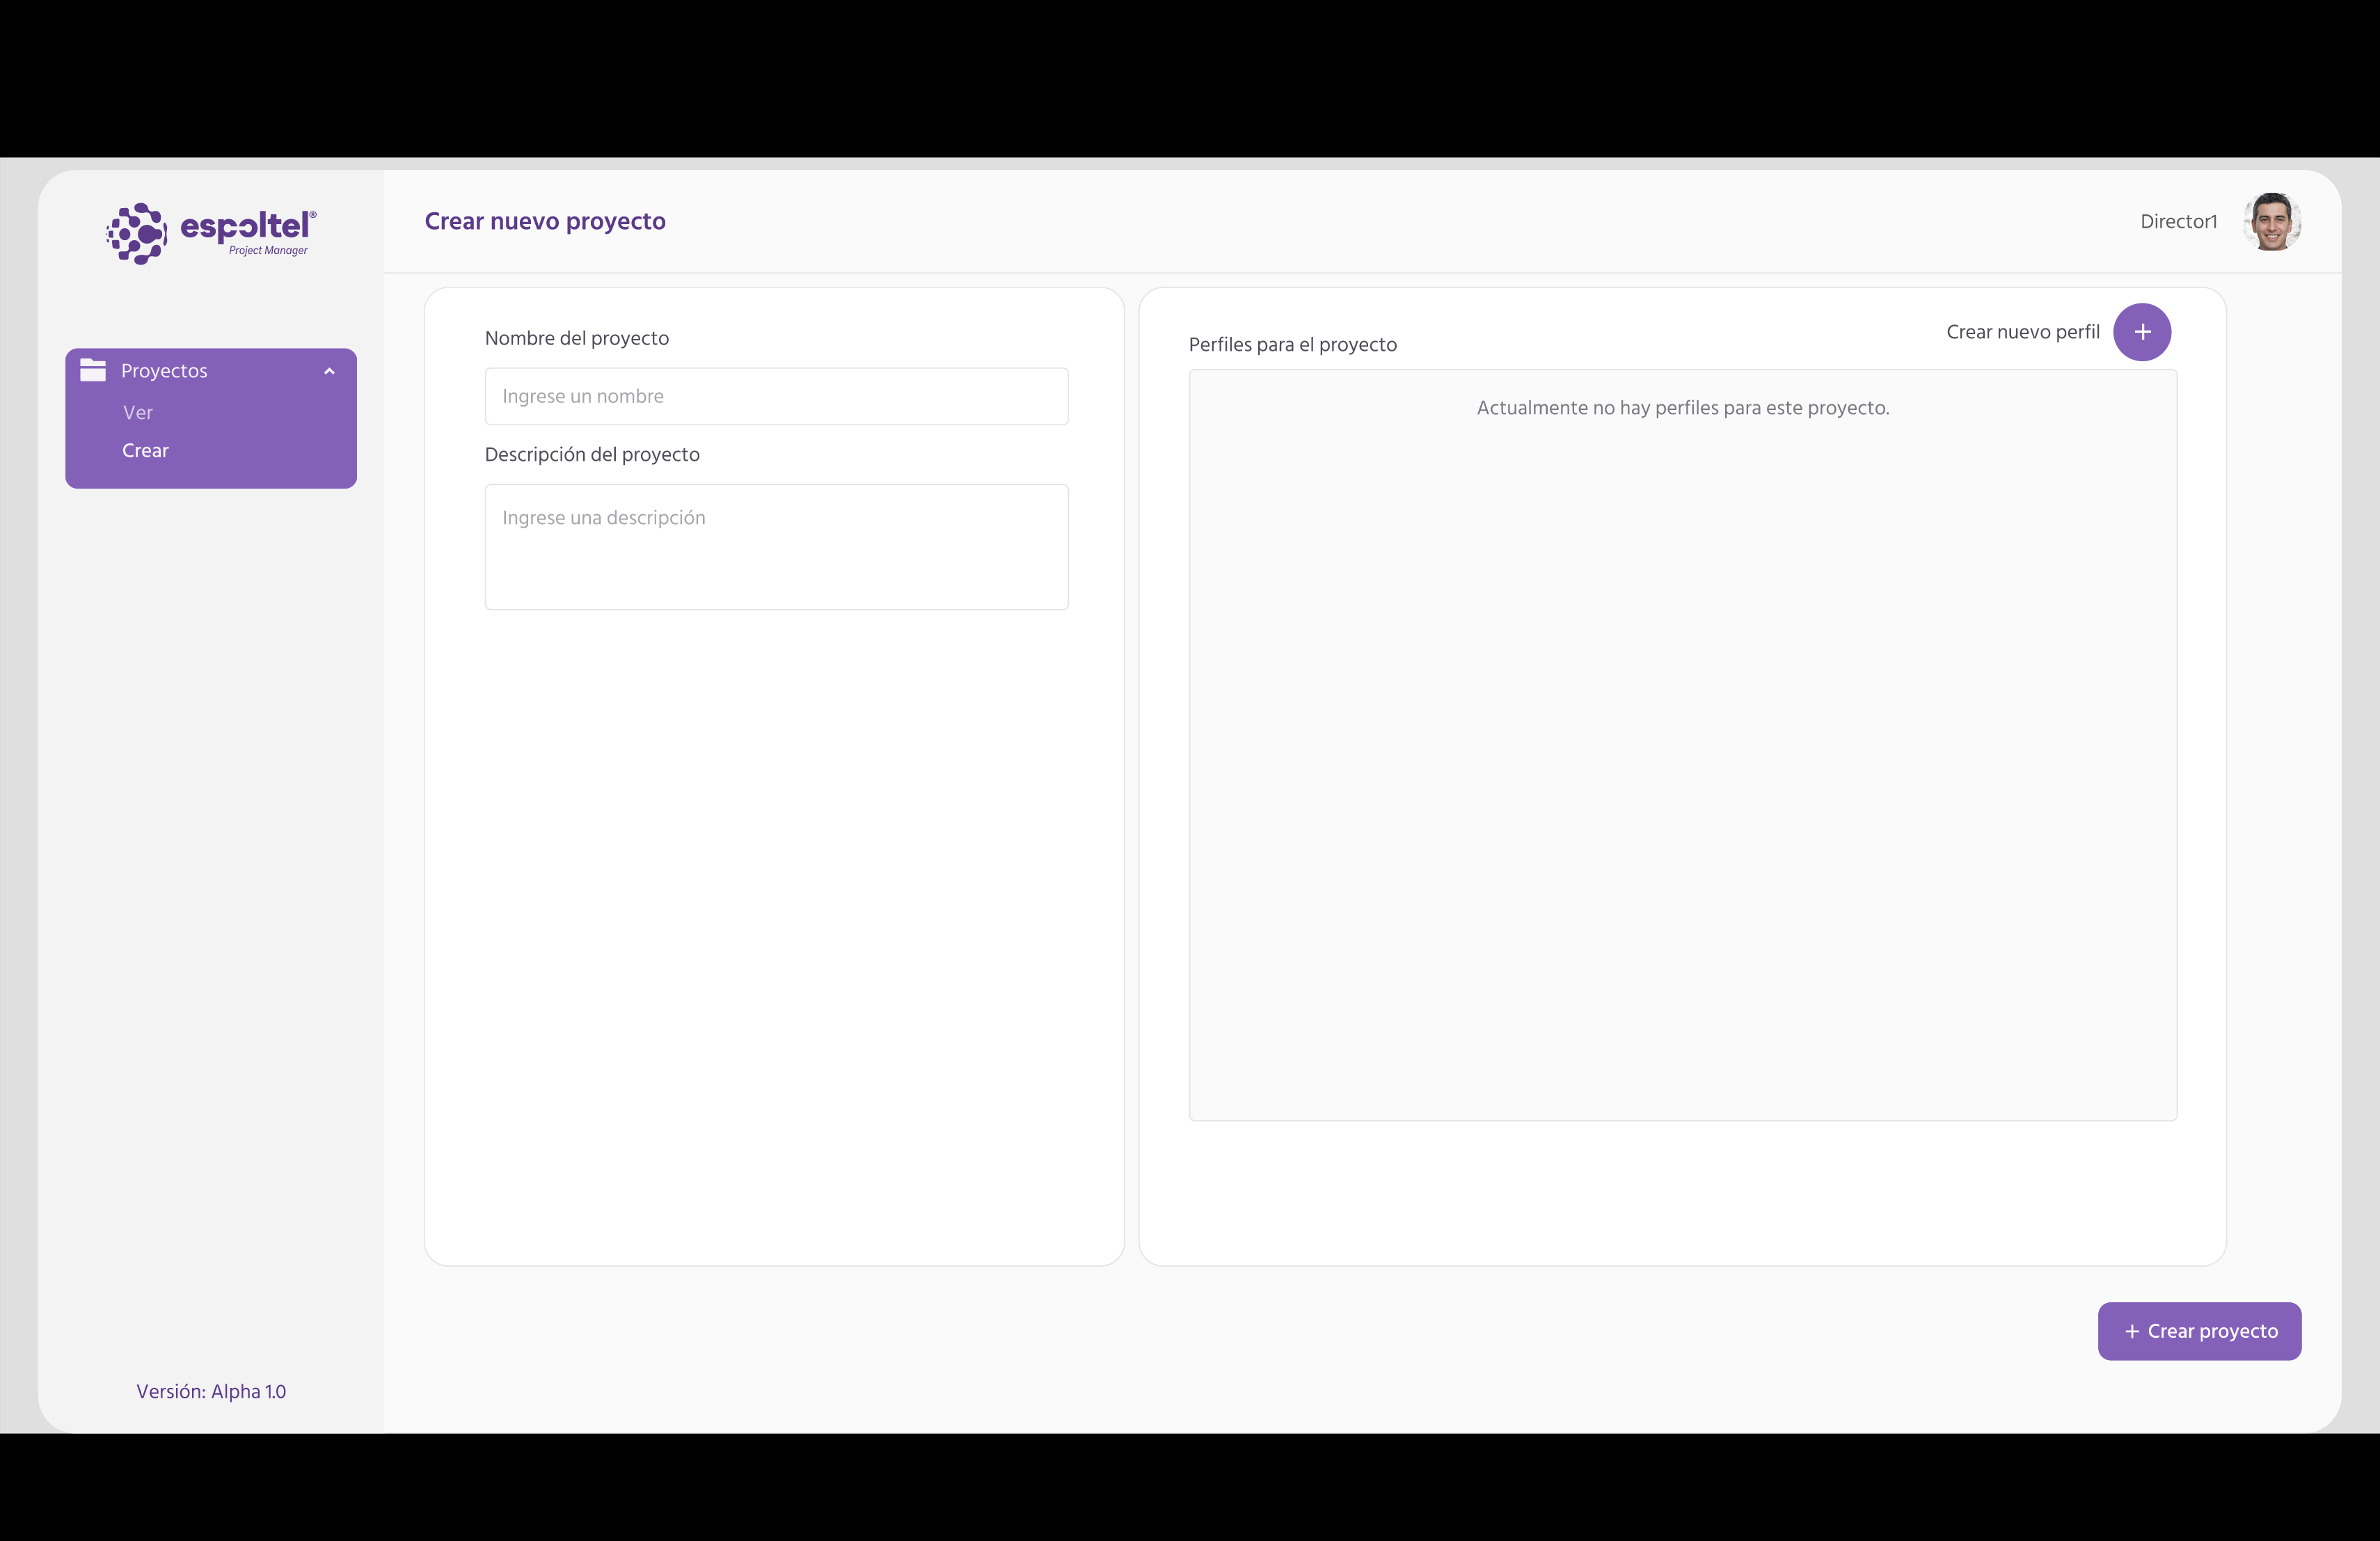 espoltel®
Project Manager
Crear nuevo proyecto
Director1
Proyectos
Ver
Crear
Nombre del proyecto
Ingrese un nombre
Descripción del proyecto
Ingrese una descripción
Perfiles para el proyecto
Crear nuevo perfil
Actualmente no hay perfiles para este proyecto.
+ Crear proyecto
Versión: Alpha 1.0